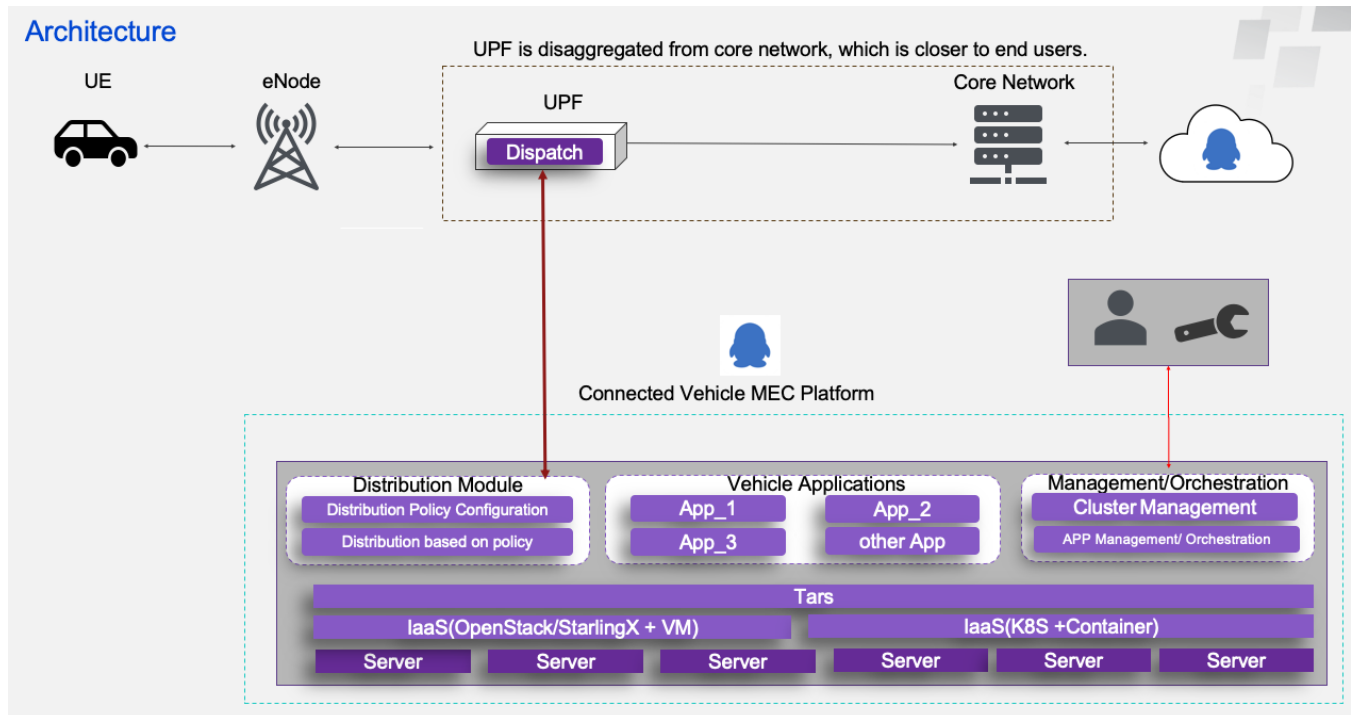 Architecture
UPF is disaggregated from core network, which is closer to end users.
UE
eNode
UPF
Core Network
Dispatch
Connected Vehicle MEC Platform
Distribution Module
Distribution Policy Configuration
Distribution based on policy
Vehicle Applications
App_1
App_2
App_3
other App
Management/Orchestration
Cluster Management
APP Management/ Orchestration
Tars
IaaS(OpenStack/StarlingX + VM)
IaaS(K8S +Container)
Server
Server
Server
Server
Server
Server